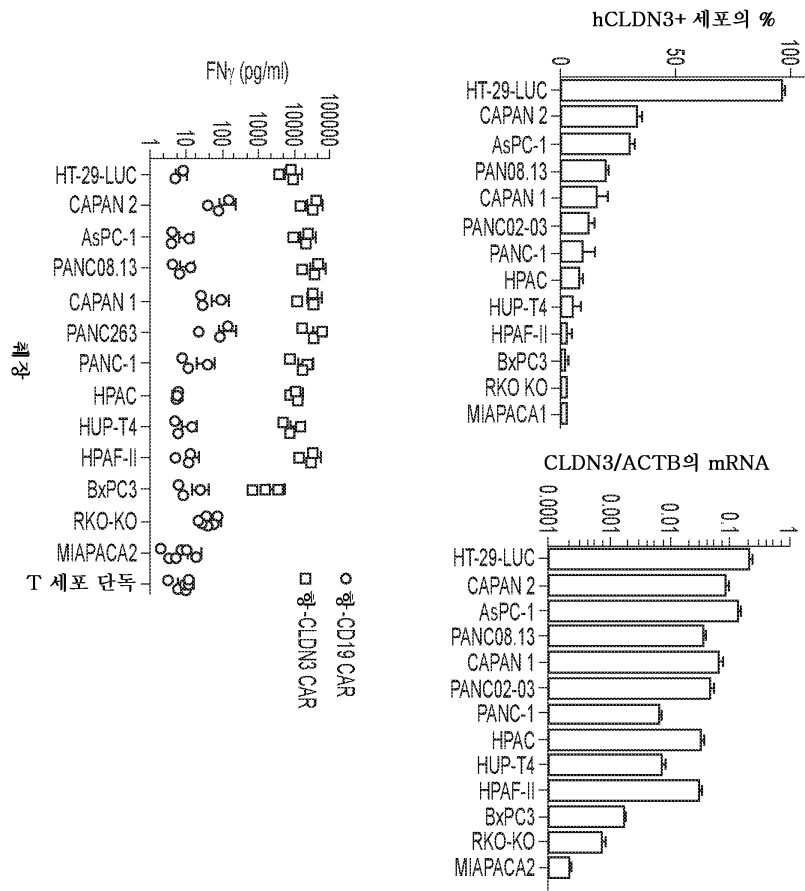 hCLDN3+ 세포의 %
0
50
100
HT-29-LUC
CAPAN 2
AsPC-1
PAN08.13
CAPAN 1
PANC02-03
PANC-1
HPAC
HUP-T4
HPAF-II
BxPC3
RKO KO
MIAPACA1
CLDN3/ACTB의 mRNA
0.0001
0.001
0.01
0.1
1
HT-29-LUC
CAPAN 2
AsPC-1
PANC08.13
CAPAN 1
PANC02-03
PANC-1
HPAC
HUP-T4
HPAF-II
BxPC3
RKO-KO
MIAPACA2
FNγ (pg/ml)
1
10
100
1000
10000
100000
HT-29-LUC
CAPAN 2
AsPC-1
PANC08.13
CAPAN 1
PANC263
PANC-1
HPAC
HUP-T4
HPAF-II
BxPC3
RKO-KO
MIAPACA2
T 세포 단독
췌장
항-CD19 CAR
항-CLDN3 CAR